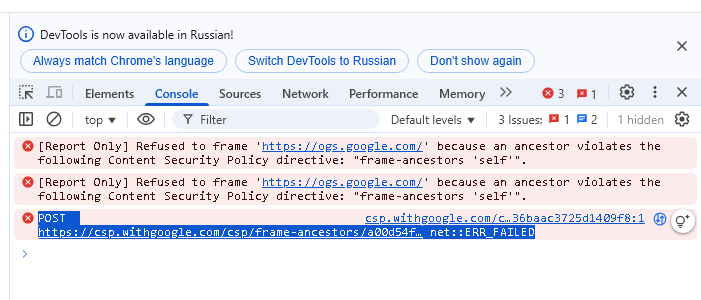 DevTools is now available in Russian!
Always match Chrome's language Switch DevTools to Russian Don't show again
Elements Console Sources Network Performance Memory 3 1
top Filter Default levels 3 Issues: 1 2 1 hidden
[Report Only] Refused to frame 'https://ogs.google.com/' because an ancestor violates the
following Content Security Policy directive: "frame-ancestors 'self'".
[Report Only] Refused to frame 'https://ogs.google.com/' because an ancestor violates the
following Content Security Policy directive: "frame-ancestors 'self'".
POST csp.withgoogle.com/c…36baac3725d1409f8:1
https://csp.withgoogle.com/csp/frame-ancestors/a00d54f… net::ERR_FAILED